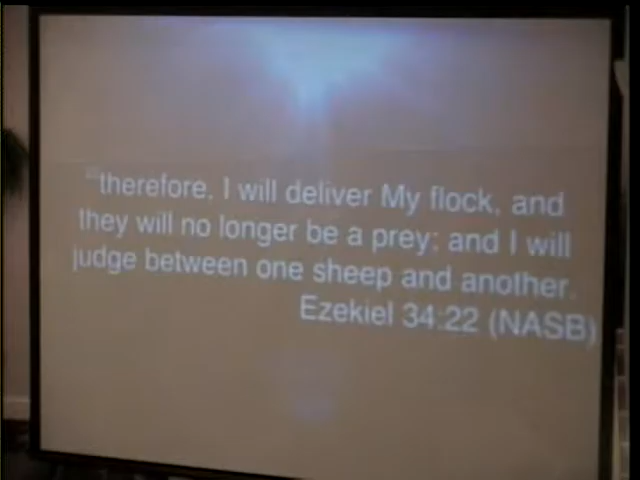 "therefore, I will deliver My flock, and
they will no longer be a prey; and I will
judge between one sheep and another.
Ezekiel 34:22 (NASB)